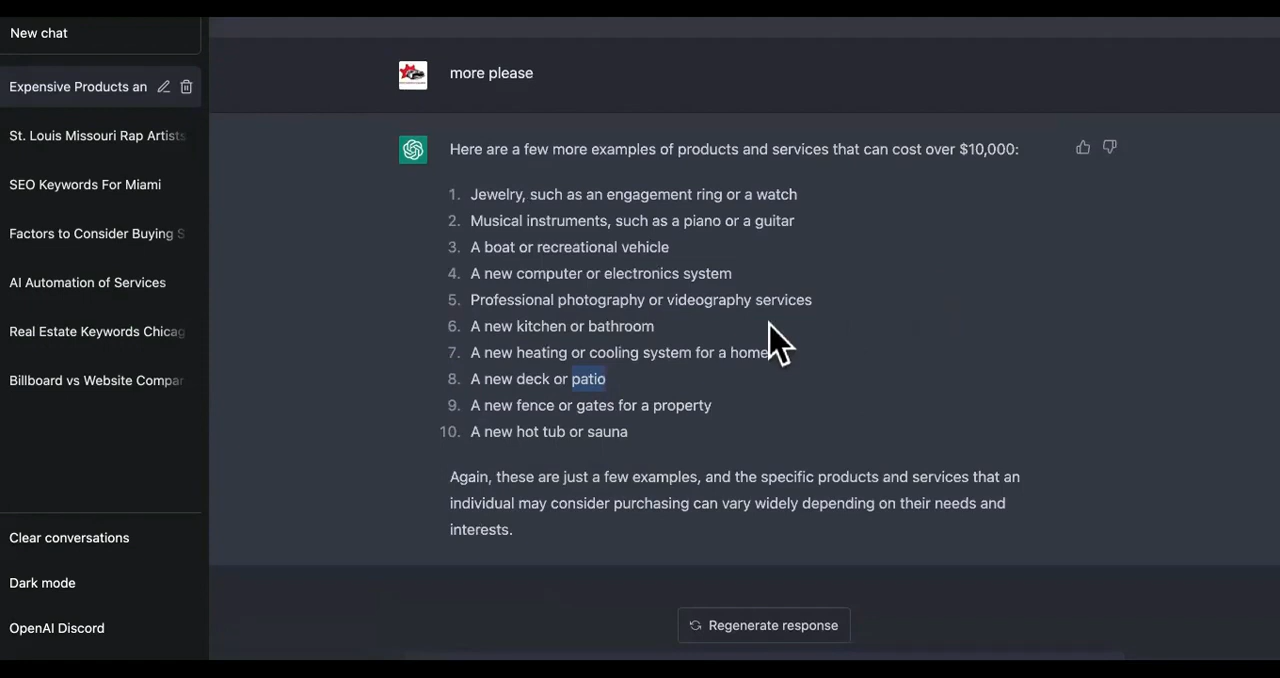 New chat
Expensive Products an
St. Louis Missouri Rap Artists
SEO Keywords For Miami
Factors to Consider Buying S
AI Automation of Services
Real Estate Keywords Chicag
Billboard vs Website Compar
Clear conversations
Dark mode
OpenAI Discord
more please
Here are a few more examples of products and services that can cost over $10,000:
1. Jewelry, such as an engagement ring or a watch
2. Musical instruments, such as a piano or a guitar
3. A boat or recreational vehicle
4. A new computer or electronics system
5. Professional photography or videography services
6. A new kitchen or bathroom
7. A new heating or cooling system for a home
8. A new deck or patio
9. A new fence or gates for a property
10. A new hot tub or sauna
Again, these are just a few examples, and the specific products and services that an
individual may consider purchasing can vary widely depending on their needs and
interests.
Regenerate response